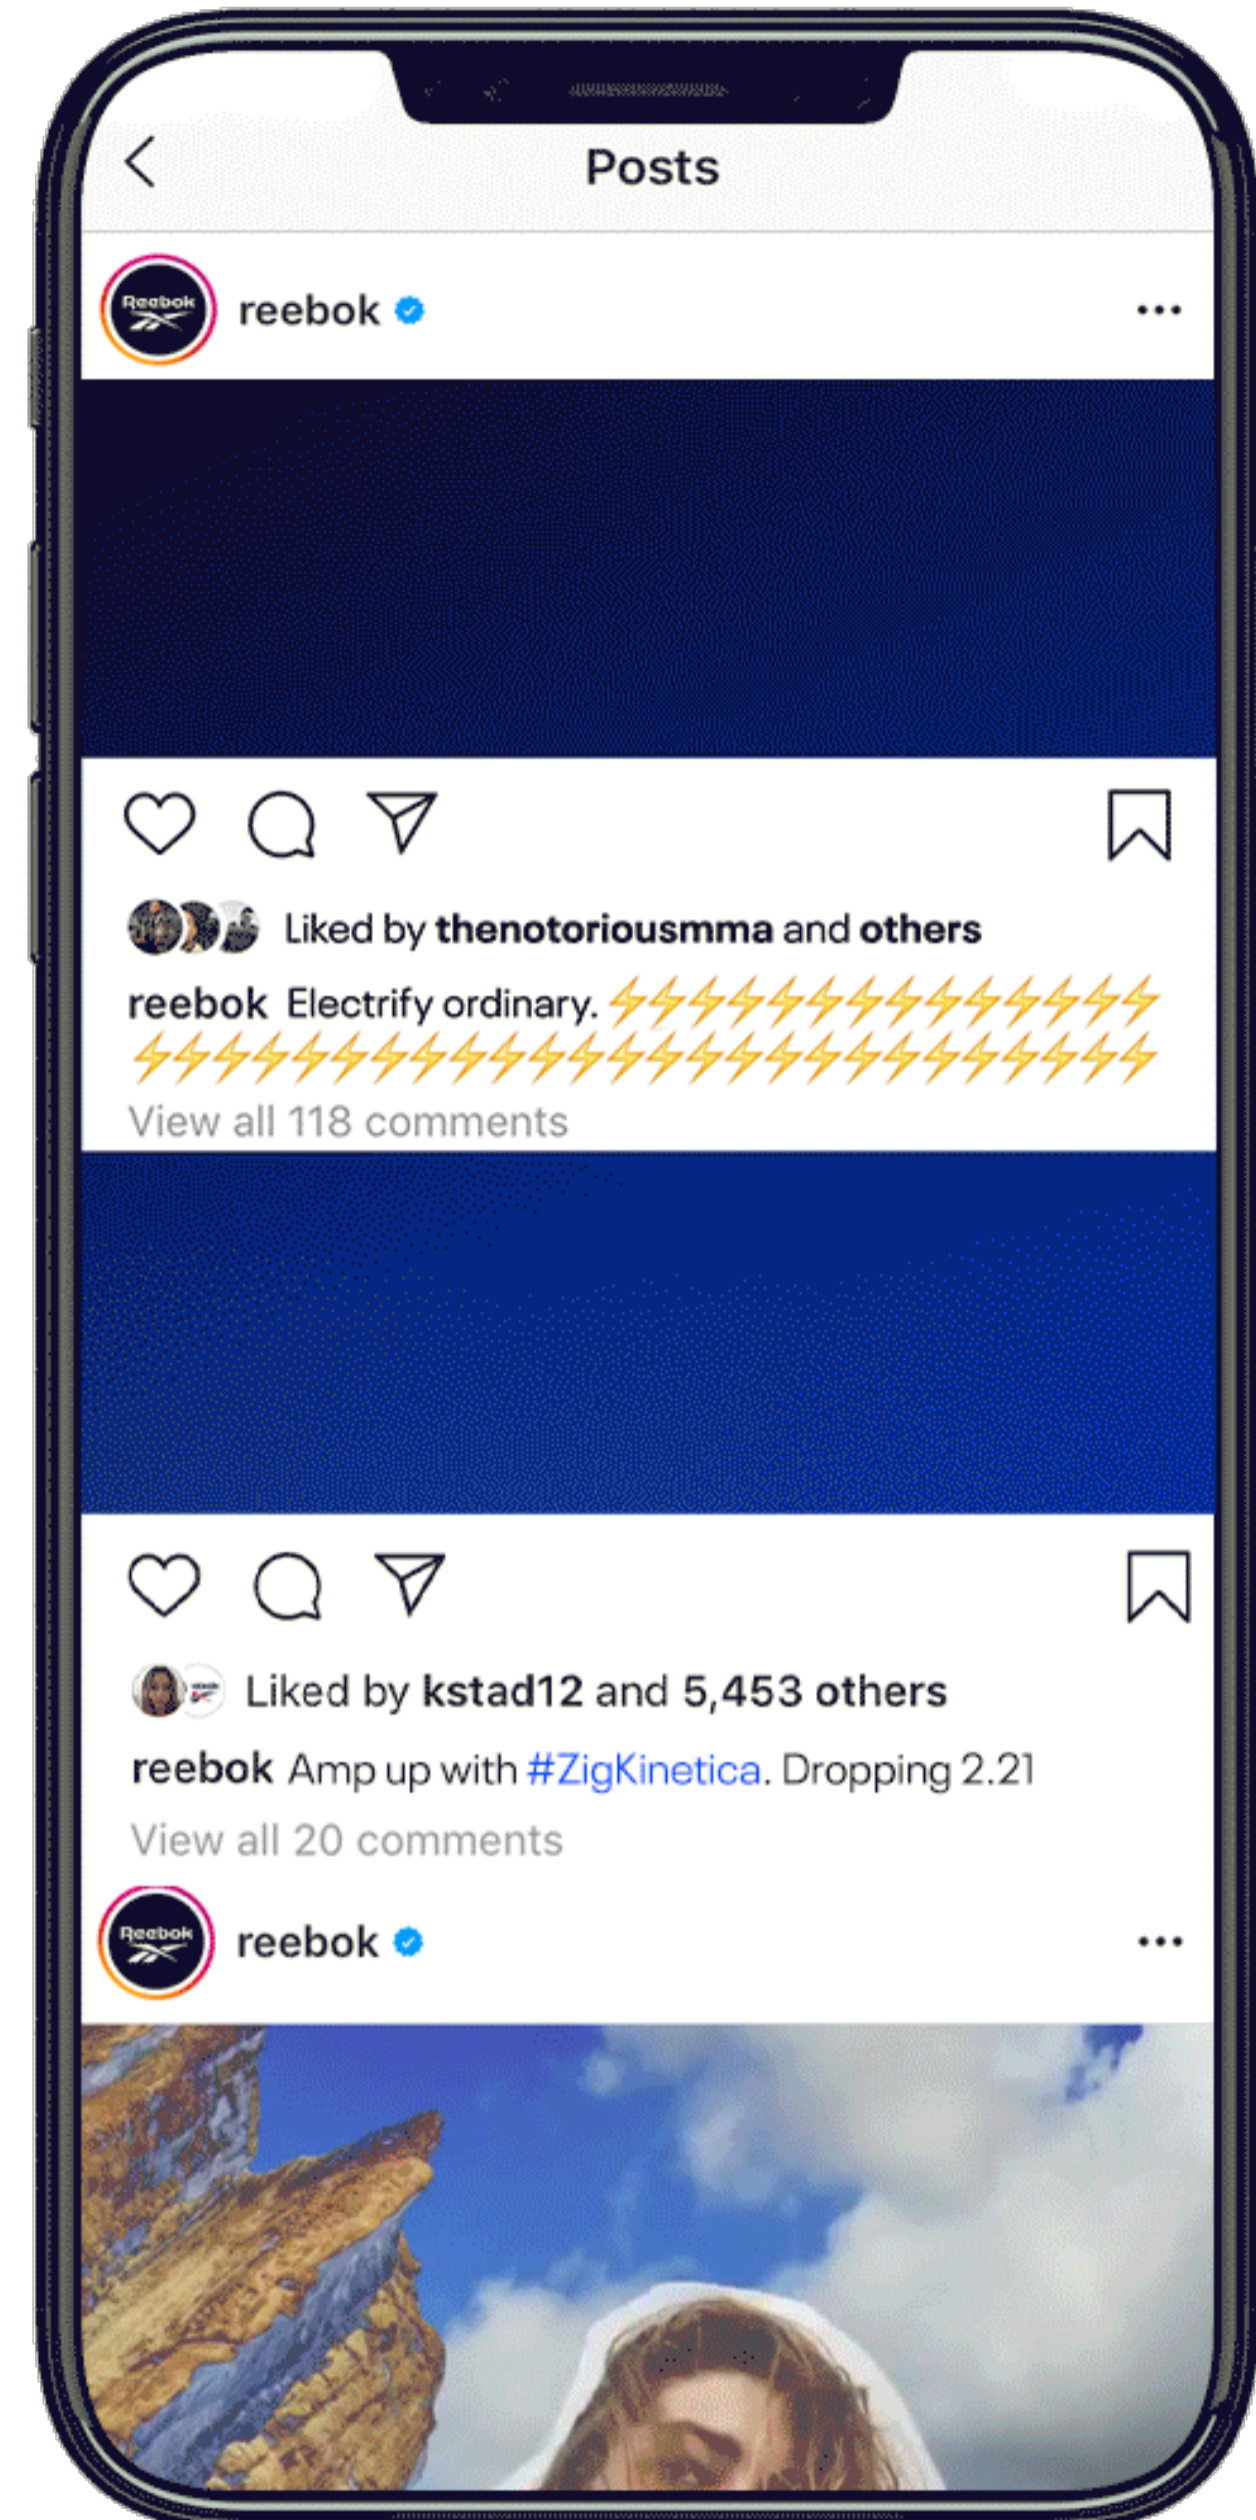 Posts
Reebok
reebok
Liked by thenotoriousmma and others
reebok Electrify ordinary. ⚡⚡⚡⚡⚡⚡⚡⚡⚡⚡⚡⚡⚡⚡
⚡⚡⚡⚡⚡⚡⚡⚡⚡⚡⚡⚡⚡⚡⚡⚡⚡⚡⚡⚡⚡⚡⚡⚡⚡⚡
View all 118 comments
Liked by kstad12 and 5,453 others
reebok Amp up with #ZigKinetica. Dropping 2.21
View all 20 comments
Reebok
reebok